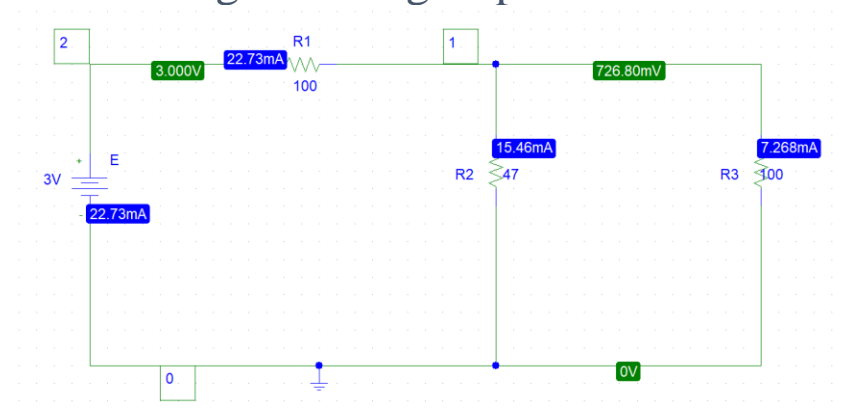 2
R1
1
3.000V
22.73mA
726.80mV
100
15.46mA
7.268mA
E
+
3V
R2
47
R3
100
-
22.73mA
0
0V